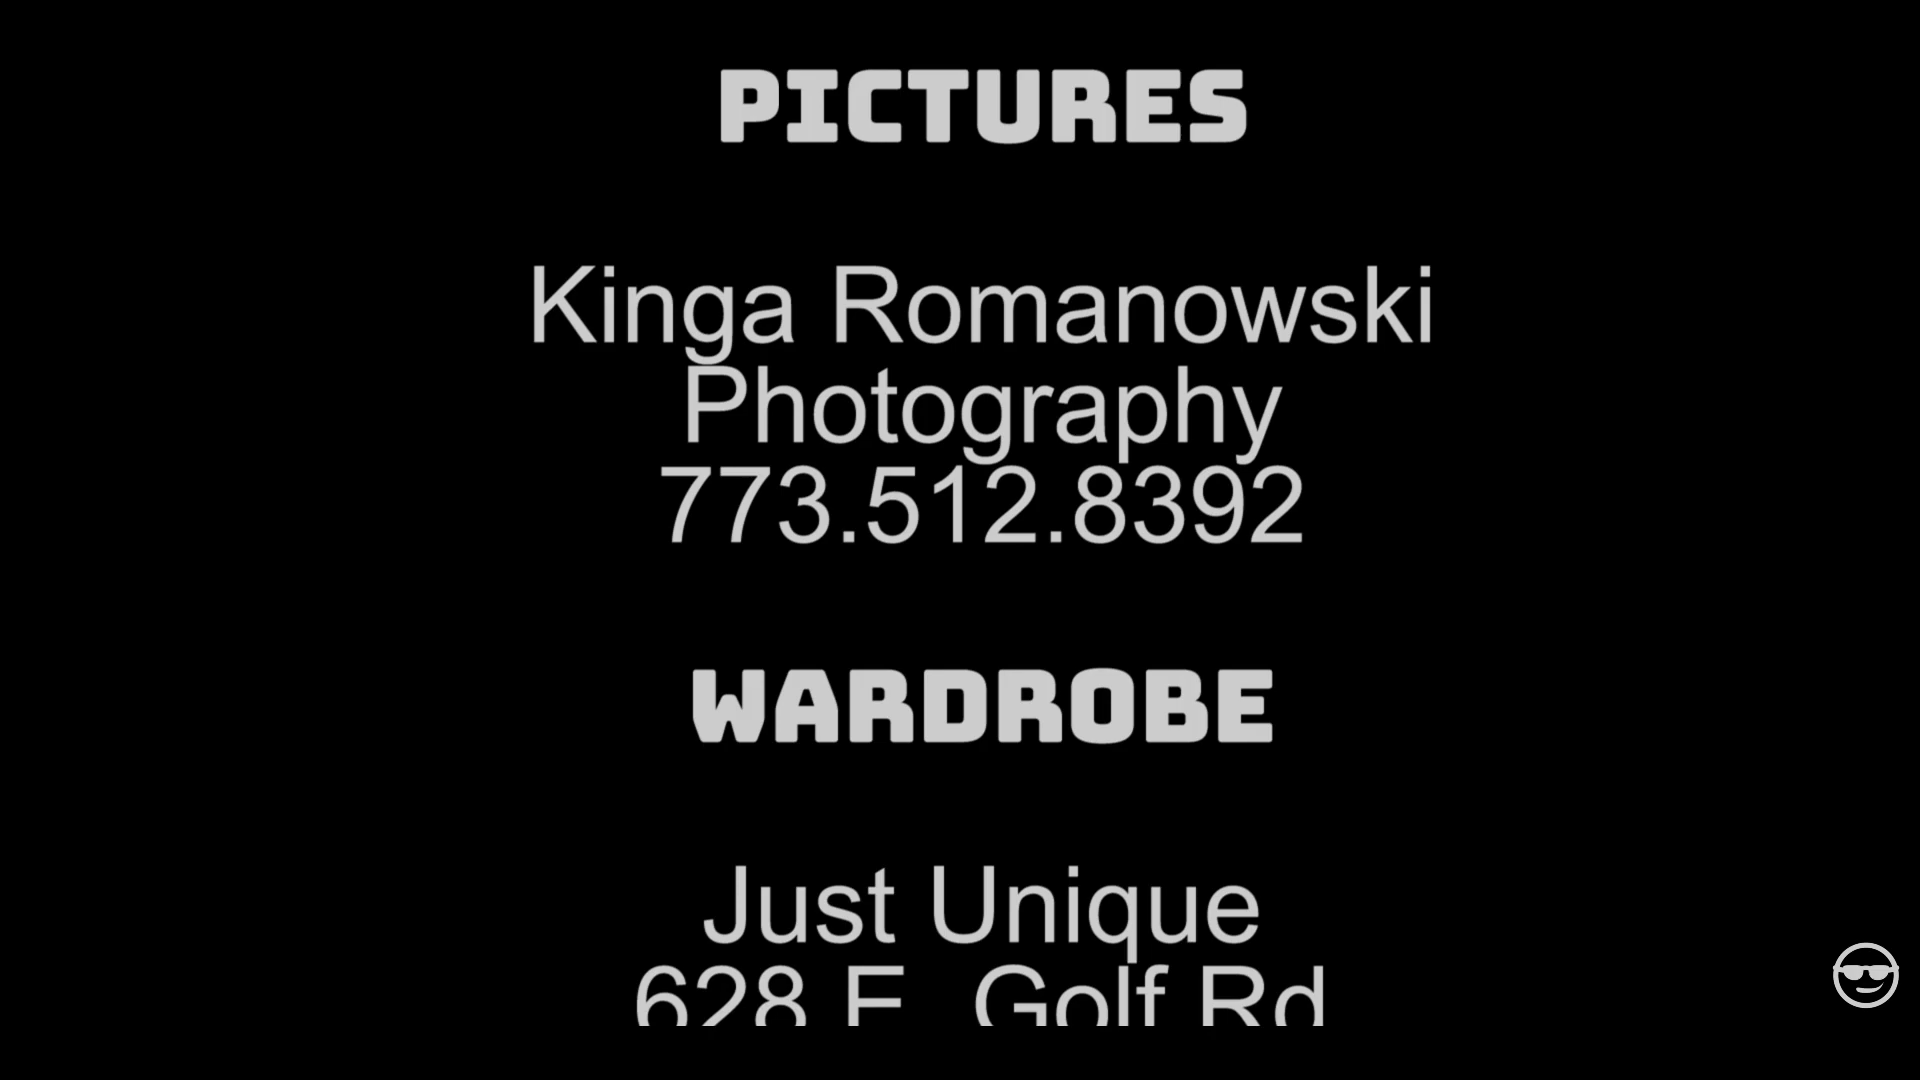 PICTURES
Kinga Romanowski
Photography
773.512.8392
WARDROBE
Just Unique
628 E. Golf Rd